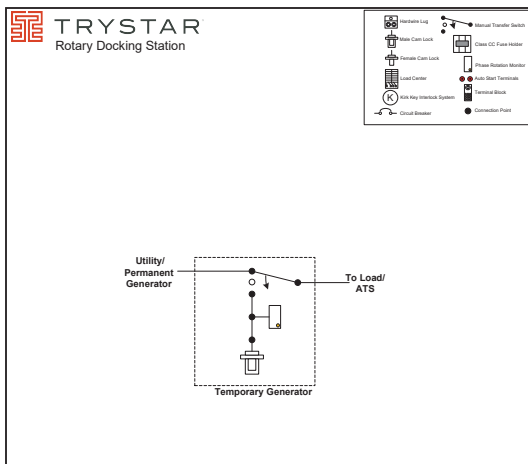 TRYSTAR
Rotary Docking Station
Hardwire Lug
Male Cam Lock
Female Cam Lock
Load Center
K
Kirk Key Interlock System
Circuit Breaker
Manual Transfer Switch
Class CC Fuse Holder
Phase Rotation Monitor
Auto Start Terminals
Terminal Block
Connection Point
Utility/
Permanent
Generator
To Load/
ATS
Temporary Generator